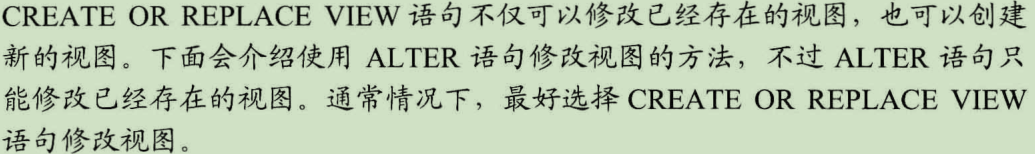 CREATE OR REPLACE VIEW 语句不仅可以修改已经存在的视图，也可以创建
新的视图。下面会介绍使用 ALTER 语句修改视图的方法，不过 ALTER 语句只
能修改已经存在的视图。通常情况下，最好选择 CREATE OR REPLACE VIEW
语句修改视图。